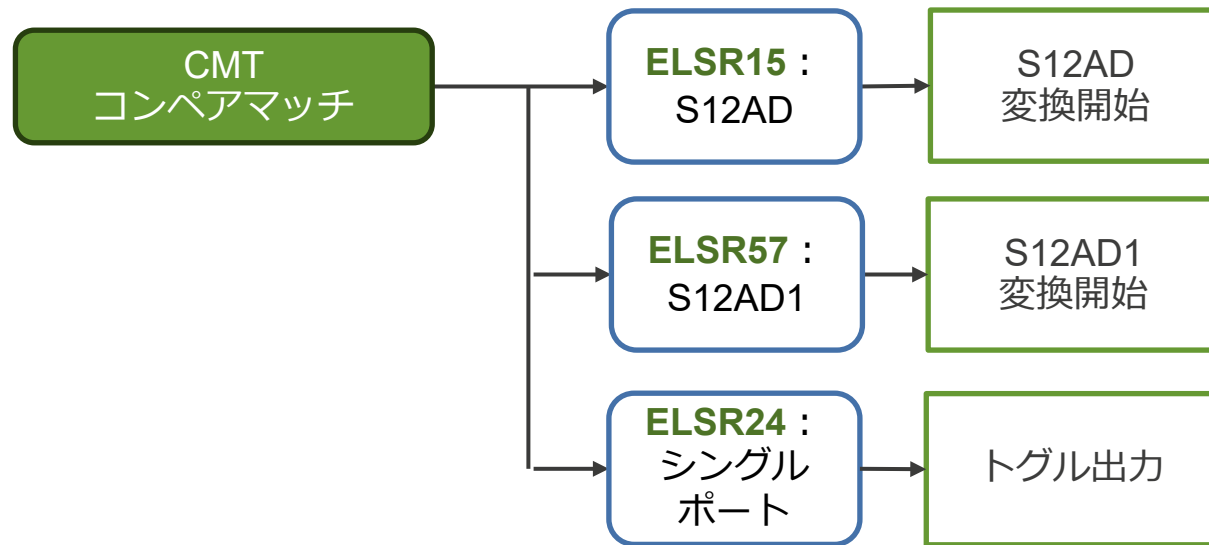 CMT
コンペアマッチ
ELSR15：
S12AD
S12AD
変換開始
ELSR57：
S12AD1
S12AD1
変換開始
ELSR24：
シングル
ポート
トグル出力